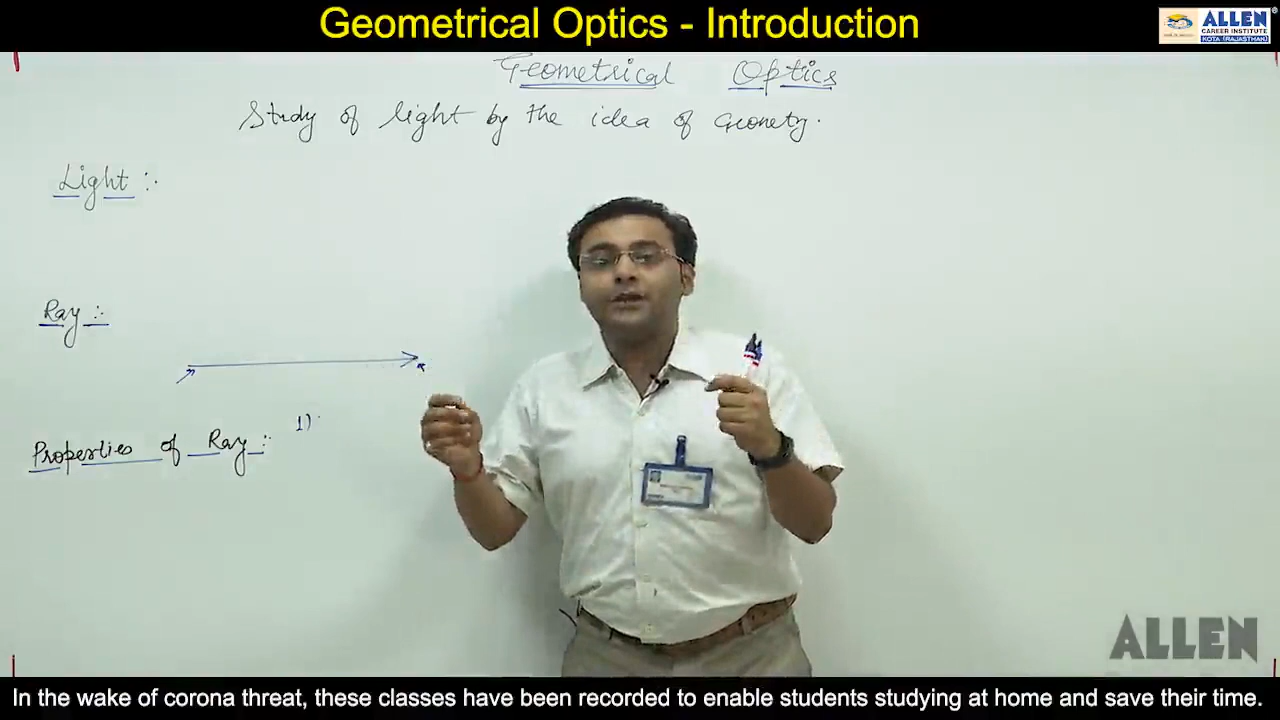 Geometrical Optics - Introduction
ALLEN
CAREER INSTITUTE
KOTA (RAJASTHAN)
Geometrical Optics
Study of light by the idea of Geonety.
Light :-
Ray :-
Properties of Ray :- 1)
ALLEN
In the wake of corona threat, these classes have been recorded to enable students studying at home and save their time.